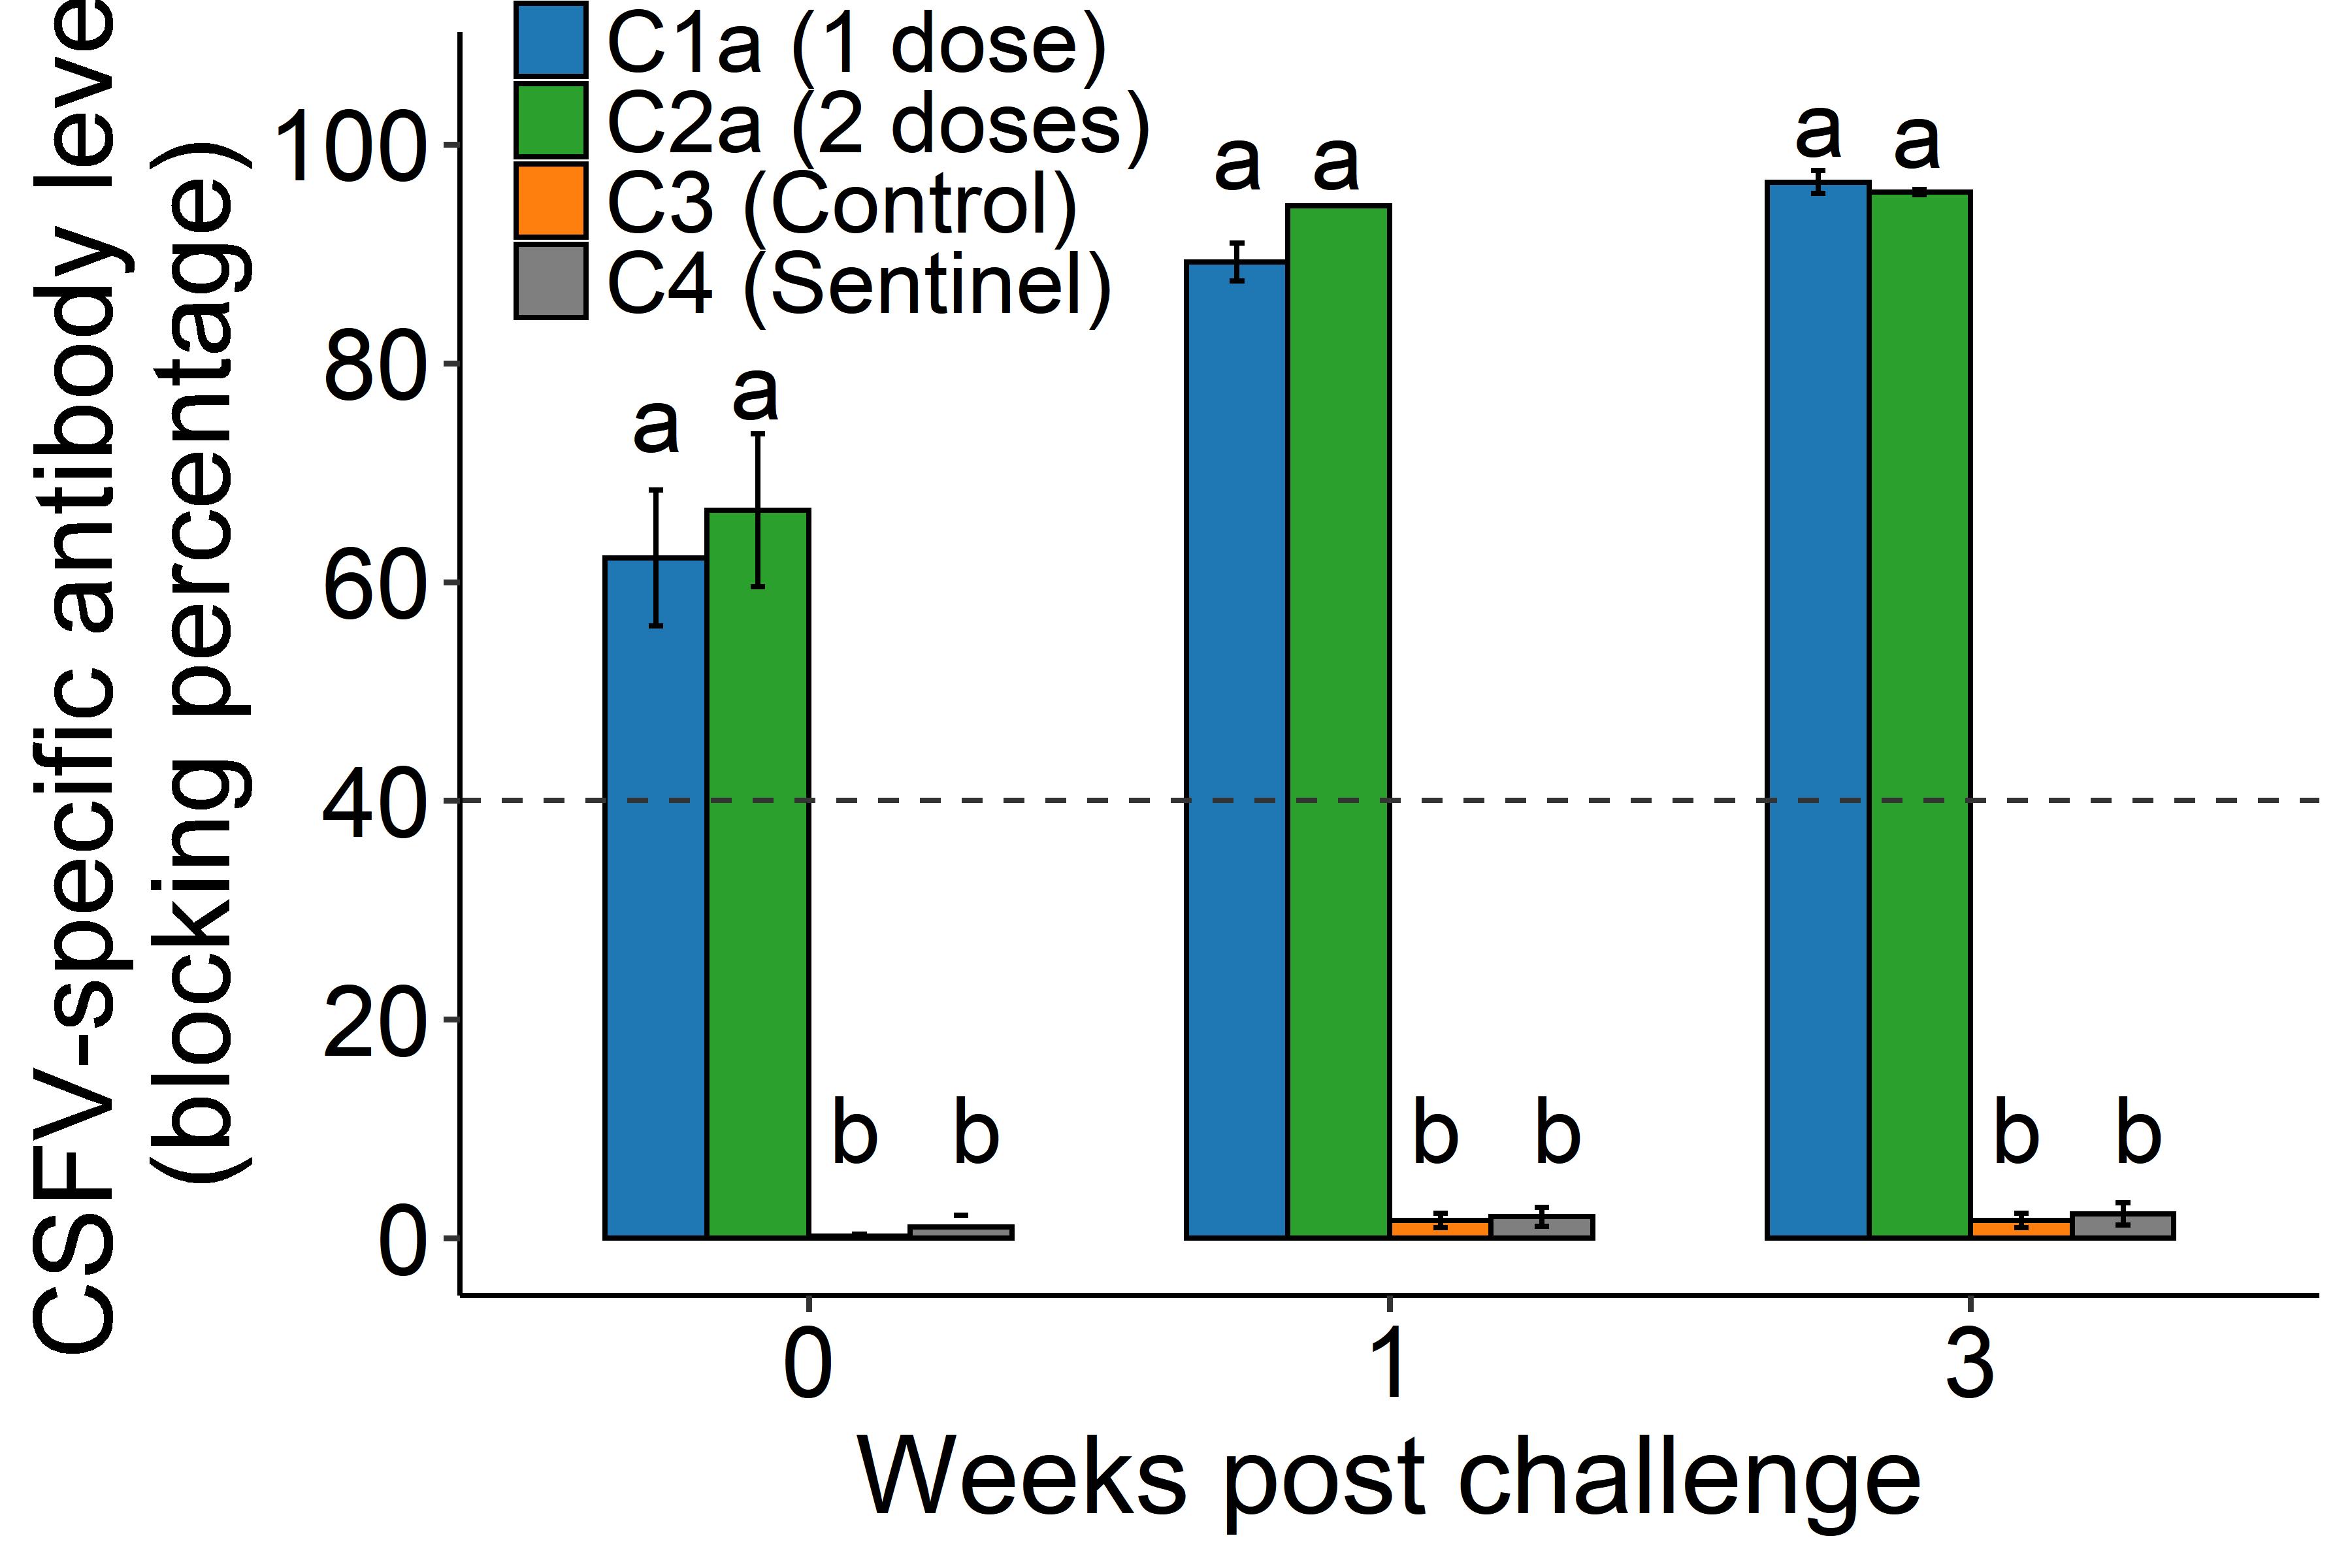 CSFV-specific antibody leve
(blocking percentage)
C1a (1 dose)
C2a (2 doses)
C3 (Control)
C4 (Sentinel)
100
80
60
40
20
0
a a b b
a a b b
a a b b
0 1 3
Weeks post challenge